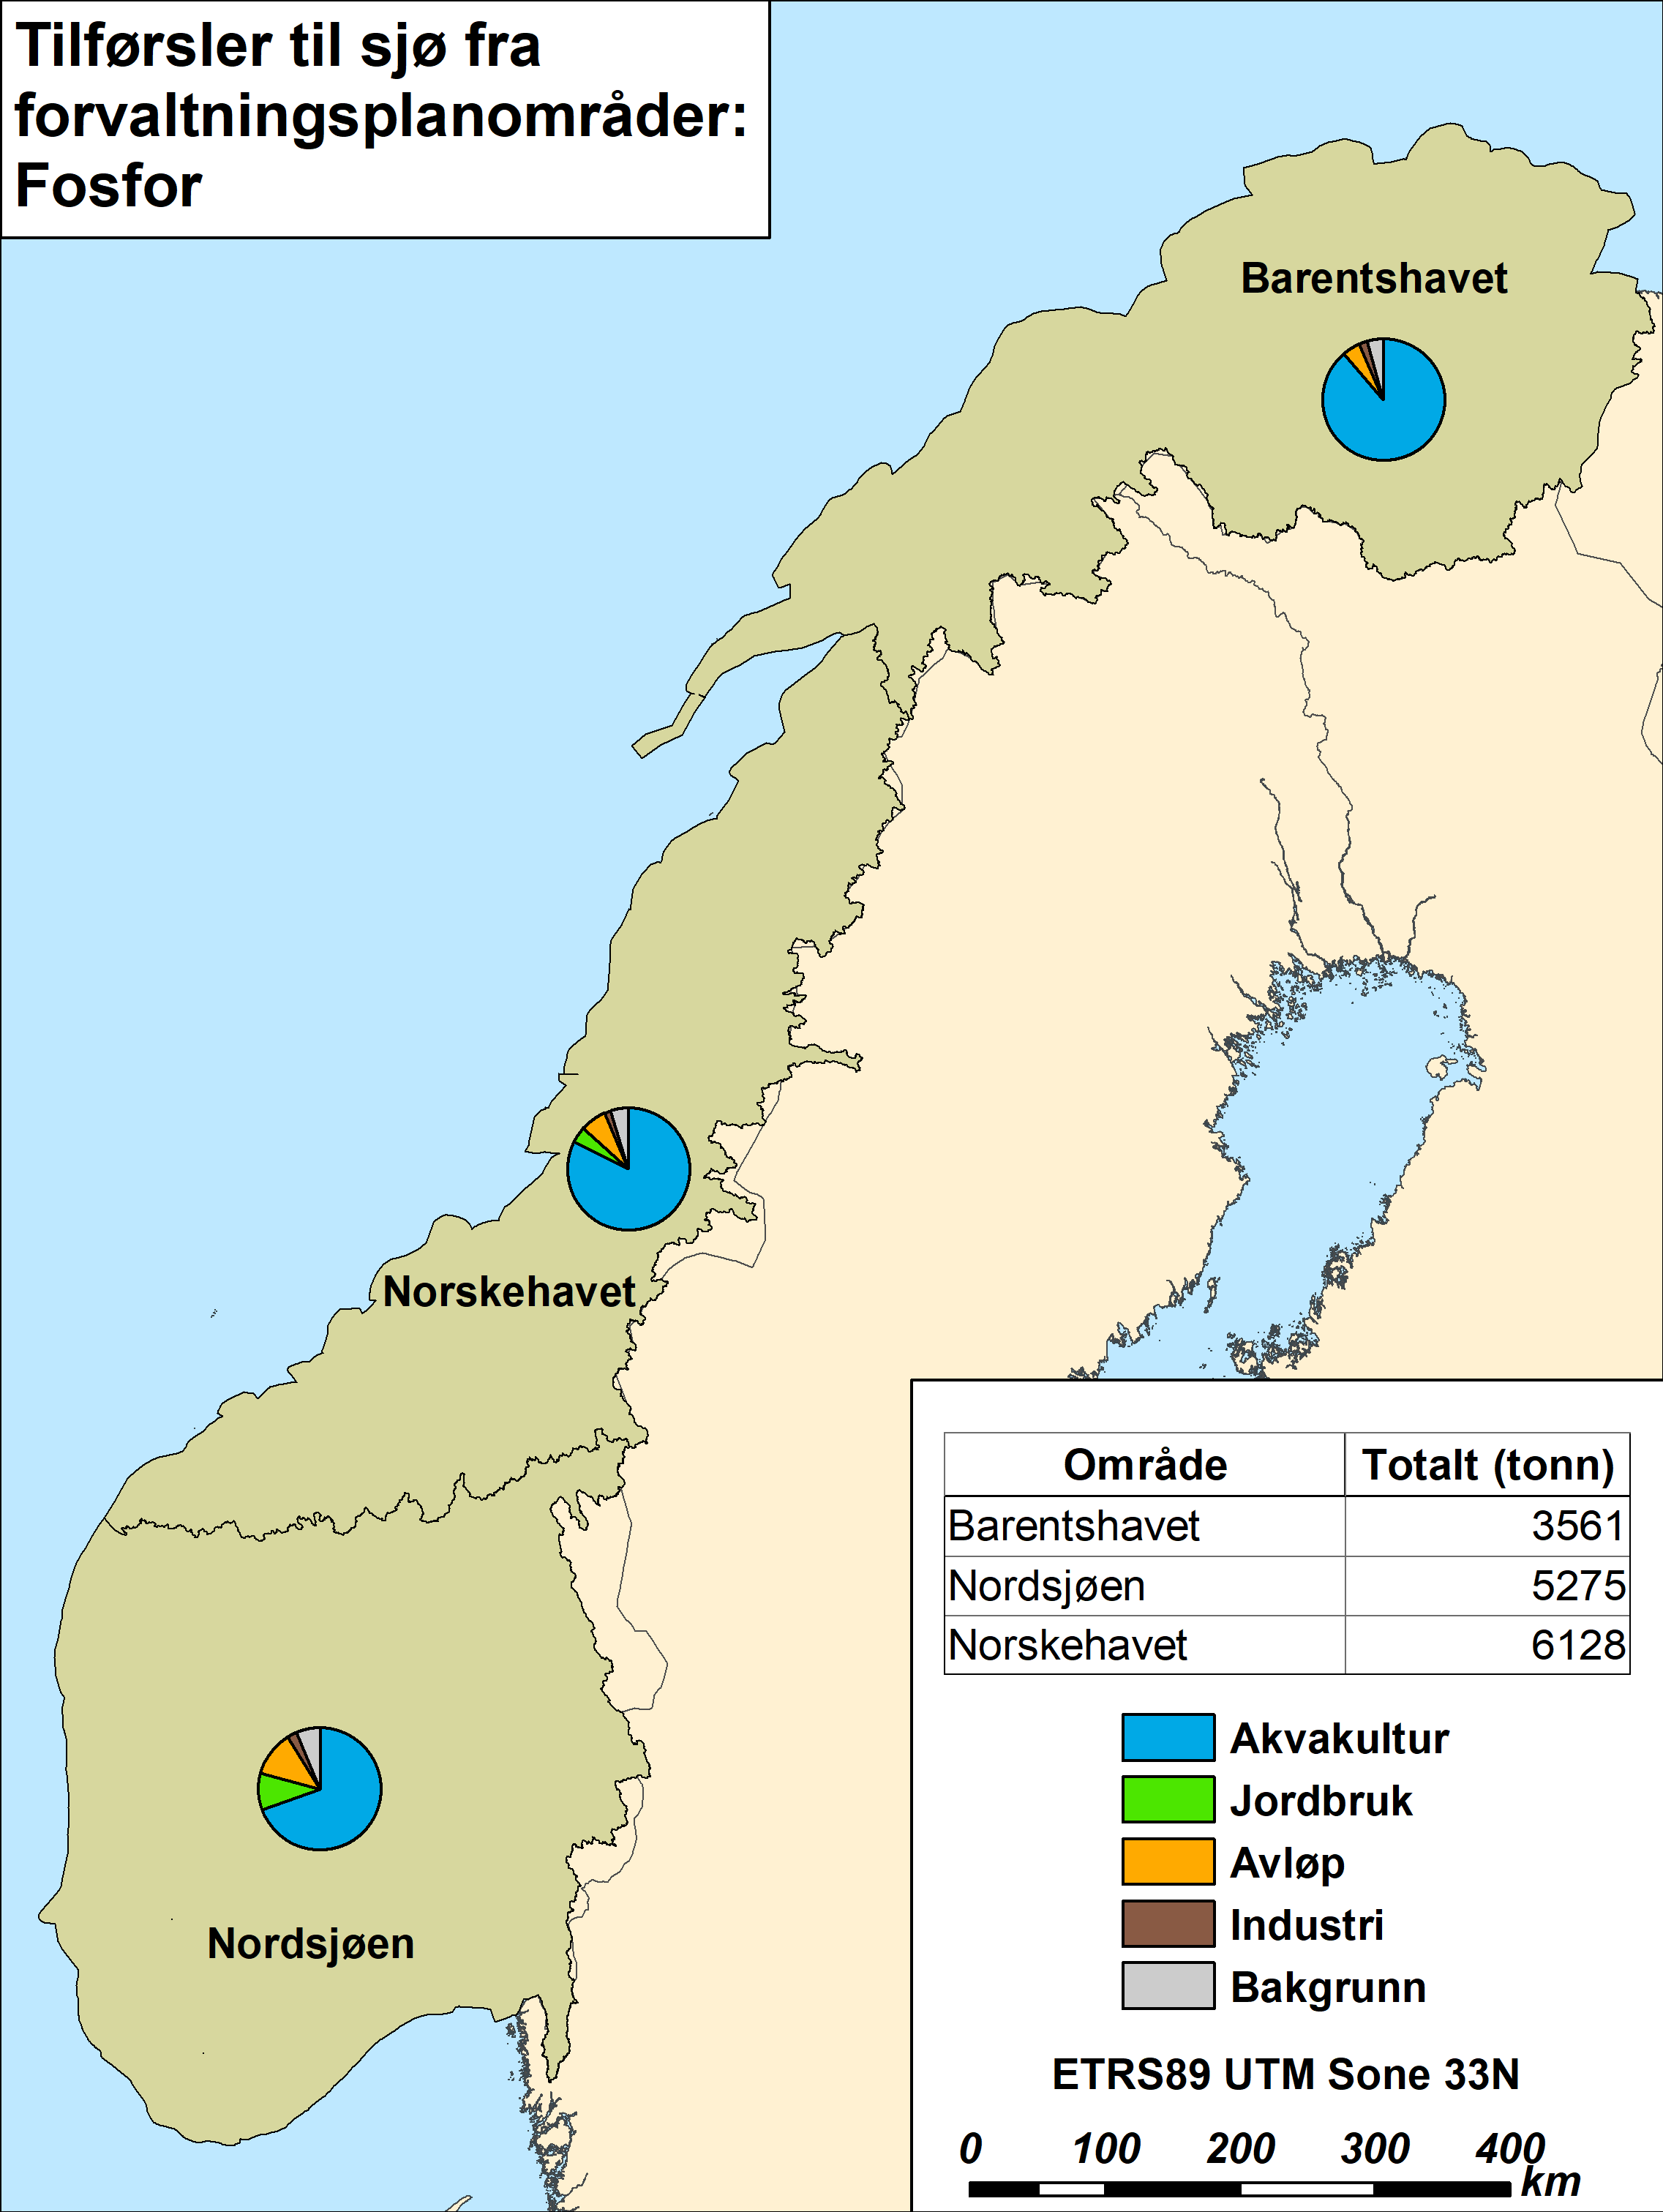 Tilførsler til sjø fra
forvaltningsplanområder:
Fosfor
Barentshavet
Norskehavet
Nordsjøen
Område Totalt (tonn)
Barentshavet 3561
Nordsjøen 5275
Norskehavet 6128
Akvakultur
Jordbruk
Avløp
Industri
Bakgrunn
ETRS89 UTM Sone 33N
0 100 200 300 400
km